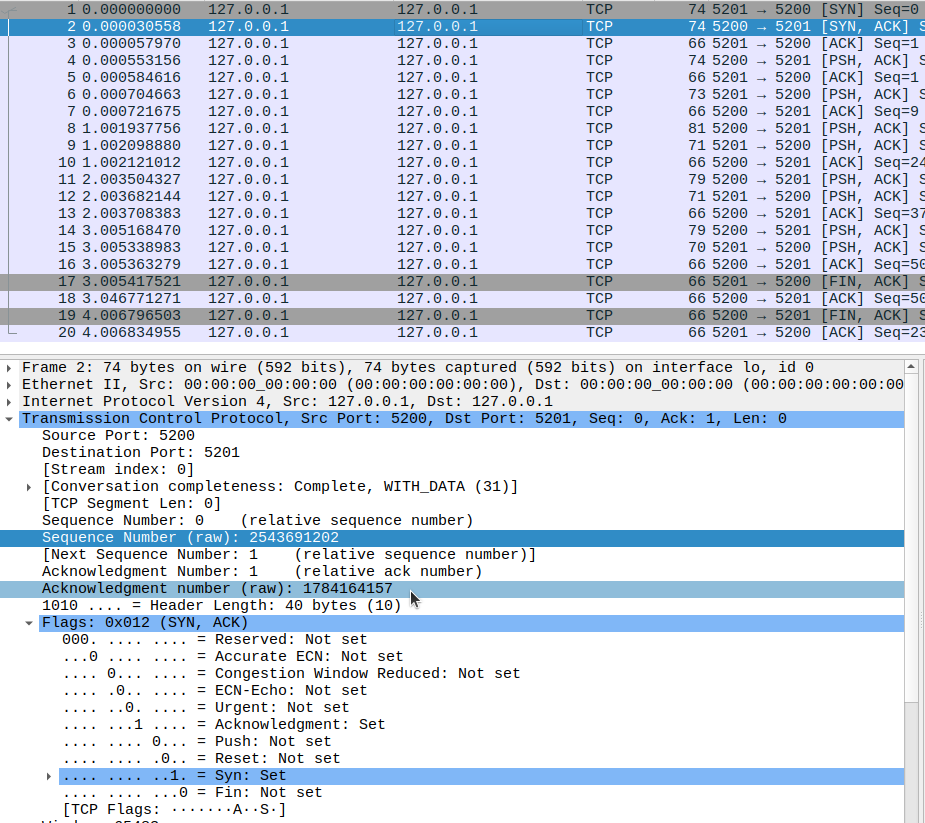 1 0.000000000 127.0.0.1 127.0.0.1 TCP 74 5201 → 5200 [SYN] Seq=0
2 0.000030558 127.0.0.1 127.0.0.1 TCP 74 5200 → 5201 [SYN, ACK] S
3 0.000057970 127.0.0.1 127.0.0.1 TCP 66 5201 → 5200 [ACK] Seq=1
4 0.000553156 127.0.0.1 127.0.0.1 TCP 74 5200 → 5201 [PSH, ACK] S
5 0.000584616 127.0.0.1 127.0.0.1 TCP 66 5201 → 5200 [ACK] Seq=1
6 0.000704663 127.0.0.1 127.0.0.1 TCP 73 5201 → 5200 [PSH, ACK] S
7 0.000721675 127.0.0.1 127.0.0.1 TCP 66 5200 → 5201 [ACK] Seq=9
8 1.001937756 127.0.0.1 127.0.0.1 TCP 81 5200 → 5201 [PSH, ACK] S
9 1.002098880 127.0.0.1 127.0.0.1 TCP 71 5201 → 5200 [PSH, ACK] S
10 1.002121012 127.0.0.1 127.0.0.1 TCP 66 5200 → 5201 [ACK] Seq=24
11 2.003504327 127.0.0.1 127.0.0.1 TCP 79 5200 → 5201 [PSH, ACK] S
12 2.003682144 127.0.0.1 127.0.0.1 TCP 71 5201 → 5200 [PSH, ACK] S
13 2.003708383 127.0.0.1 127.0.0.1 TCP 66 5200 → 5201 [ACK] Seq=37
14 3.005168470 127.0.0.1 127.0.0.1 TCP 79 5200 → 5201 [PSH, ACK] S
15 3.005338983 127.0.0.1 127.0.0.1 TCP 70 5201 → 5200 [PSH, ACK] S
16 3.005363279 127.0.0.1 127.0.0.1 TCP 66 5200 → 5201 [ACK] Seq=50
17 3.005417521 127.0.0.1 127.0.0.1 TCP 66 5201 → 5200 [FIN, ACK] S
18 3.046771271 127.0.0.1 127.0.0.1 TCP 66 5200 → 5201 [ACK] Seq=50
19 4.006796503 127.0.0.1 127.0.0.1 TCP 66 5200 → 5201 [FIN, ACK] S
20 4.006834955 127.0.0.1 127.0.0.1 TCP 66 5201 → 5200 [ACK] Seq=23
Frame 2: 74 bytes on wire (592 bits), 74 bytes captured (592 bits) on interface lo, id 0
Ethernet II, Src: 00:00:00_00:00:00 (00:00:00:00:00:00), Dst: 00:00:00_00:00:00 (00:00:00:00:00:00
Internet Protocol Version 4, Src: 127.0.0.1, Dst: 127.0.0.1
Transmission Control Protocol, Src Port: 5200, Dst Port: 5201, Seq: 0, Ack: 1, Len: 0
Source Port: 5200
Destination Port: 5201
[Stream index: 0]
[Conversation completeness: Complete, WITH_DATA (31)]
[TCP Segment Len: 0]
Sequence Number: 0 (relative sequence number)
Sequence Number (raw): 2543691202
[Next Sequence Number: 1 (relative sequence number)]
Acknowledgment Number: 1 (relative ack number)
Acknowledgment number (raw): 1784164157
1010 .... = Header Length: 40 bytes (10)
Flags: 0x012 (SYN, ACK)
000. .... .... = Reserved: Not set
...0 .... .... = Accurate ECN: Not set
.... 0... .... = Congestion Window Reduced: Not set
.... .0.. .... = ECN-Echo: Not set
.... ..0. .... = Urgent: Not set
.... ...1 .... = Acknowledgment: Set
.... .... 0... = Push: Not set
.... .... .0.. = Reset: Not set
.... .... ..1. = Syn: Set
.... .... ...0 = Fin: Not set
[TCP Flags: ·······A··S·]